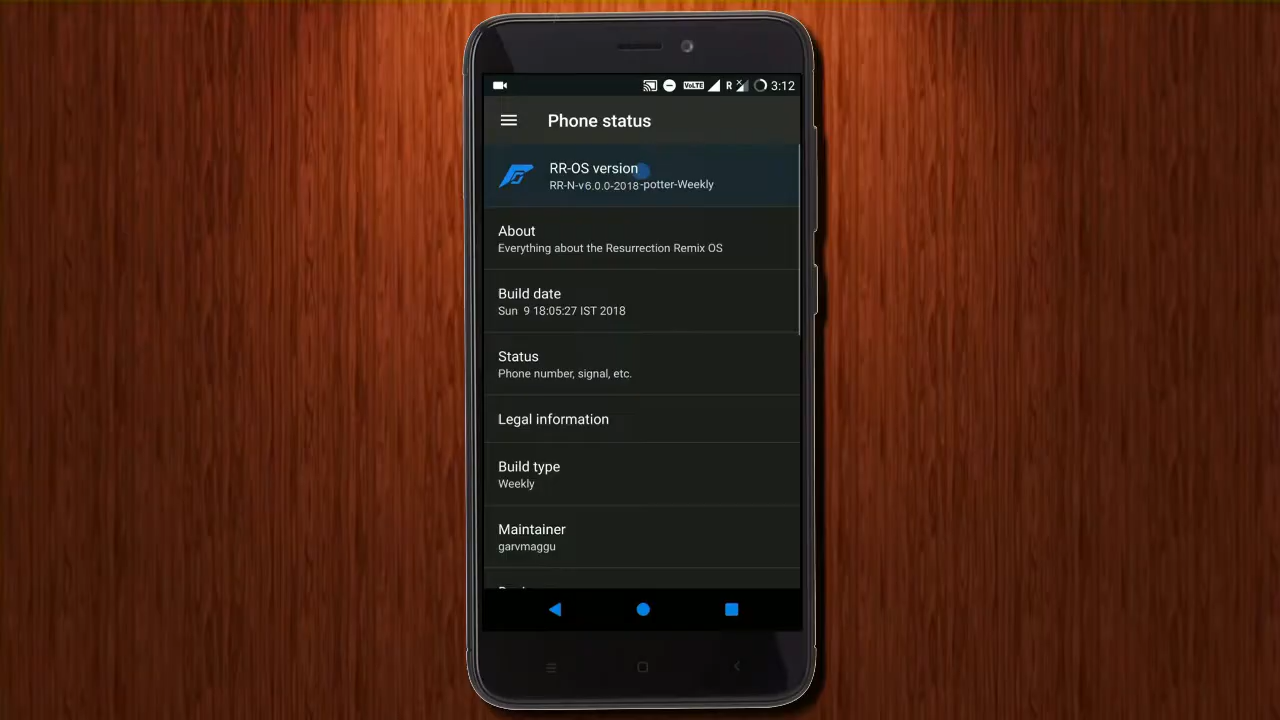 VoLTE R 3:12
Phone status
RR-OS version
RR-N-v6.0.0-2018-potter-Weekly
About
Everything about the Resurrection Remix OS
Build date
Sun 9 18:05:27 IST 2018
Status
Phone number, signal, etc.
Legal information
Build type
Weekly
Maintainer
garvmaggu